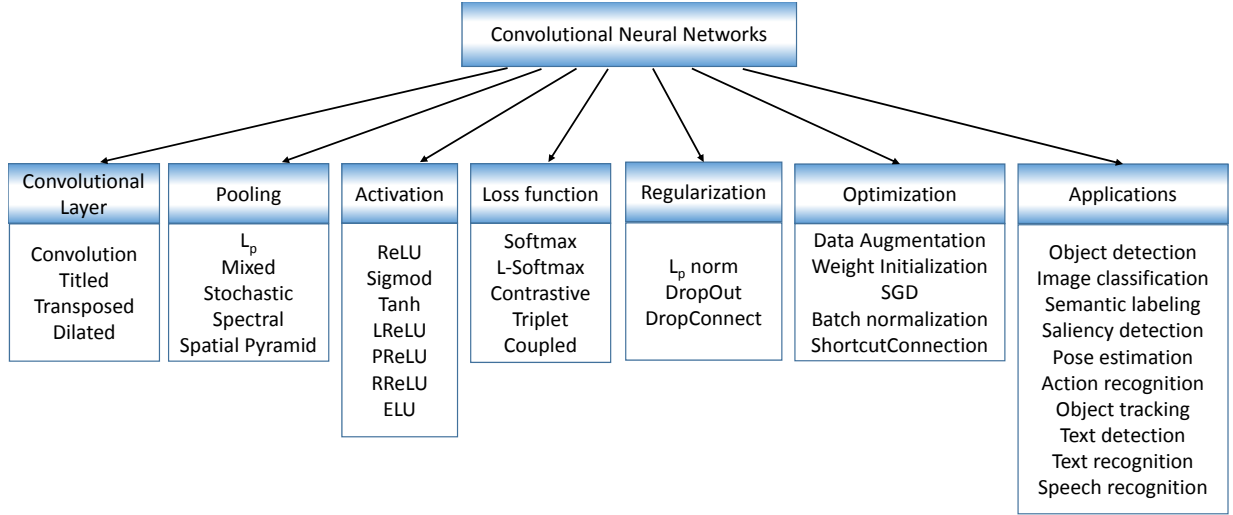 Convolutional Neural Networks
Convolutional
Layer
Convolution
Titled
Transposed
Dilated
Pooling
Lp
Mixed
Stochastic
Spectral
Spatial Pyramid
Activation
ReLU
Sigmod
Tanh
LReLU
PReLU
RReLU
ELU
Loss function
Softmax
L-Softmax
Contrastive
Triplet
Coupled
Regularization
Lp norm
DropOut
DropConnect
Optimization
Data Augmentation
Weight Initialization
SGD
Batch normalization
ShortcutConnection
Applications
Object detection
Image classification
Semantic labeling
Saliency detection
Pose estimation
Action recognition
Object tracking
Text detection
Text recognition
Speech recognition